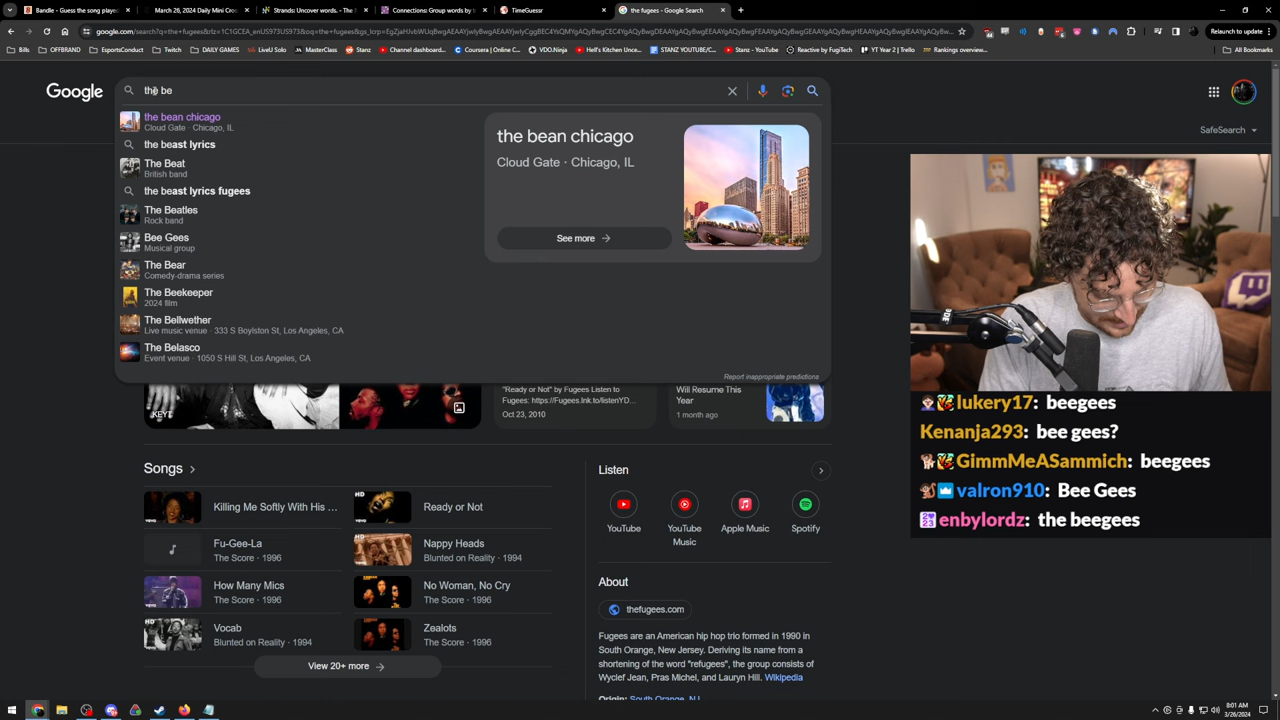 Bandle - Guess the song played
March 26, 2024 Daily Mini Cros
Strands: Uncover words. - The
Connections: Group words by t
TimeGuessr
the fugees - Google Search
Relaunch to update
Bills
OFFBRAND
EsportsConduct
Twitch
DAILY GAMES
LiveU Solo
MasterClass
Stanz
Channel dashboard...
Coursera | Online C...
VDO.Ninja
Hell's Kitchen Unce...
STANZ YOUTUBE/C...
Stanz - YouTube
Reactive by FugiTech
YT Year 2 | Trello
Rankings overview...
All Bookmarks
Google
the be
the bean chicago
Cloud Gate · Chicago, IL
the beast lyrics
The Beat
British band
the beast lyrics fugees
The Beatles
Rock band
Bee Gees
Musical group
The Bear
Comedy-drama series
The Beekeeper
2024 film
The Bellwether
Live music venue · 333 S Boylston St, Los Angeles, CA
The Belasco
Event venue · 1050 S Hill St, Los Angeles, CA
the bean chicago
Cloud Gate · Chicago, IL
See more
Report inappropriate predictions
SafeSearch
KEYT
"Ready or Not" by Fugees Listen to
Fugees: https://Fugees.lnk.to/listenYD...
Oct 23, 2010
Will Resume This
Year
1 month ago
Songs
Killing Me Softly With His ...
Ready or Not
Fu-Gee-La
The Score · 1996
Nappy Heads
Blunted on Reality · 1994
How Many Mics
The Score · 1996
No Woman, No Cry
The Score · 1996
Vocab
Blunted on Reality · 1994
Zealots
The Score · 1996
View 20+ more
Listen
YouTube
YouTube
Music
Apple Music
Spotify
About
thefugees.com
Fugees are an American hip hop trio formed in 1990 in
South Orange, New Jersey. Deriving its name from a
shortening of the word "refugees", the group consists of
Wyclef Jean, Pras Michel, and Lauryn Hill. Wikipedia
Origin: South Orange, NJ
lukery17: beegees
Kenanja293: bee gees?
GimmMeASammich: beegees
valron910: Bee Gees
enbylordz: the beegees
8:01 AM
3/26/2024